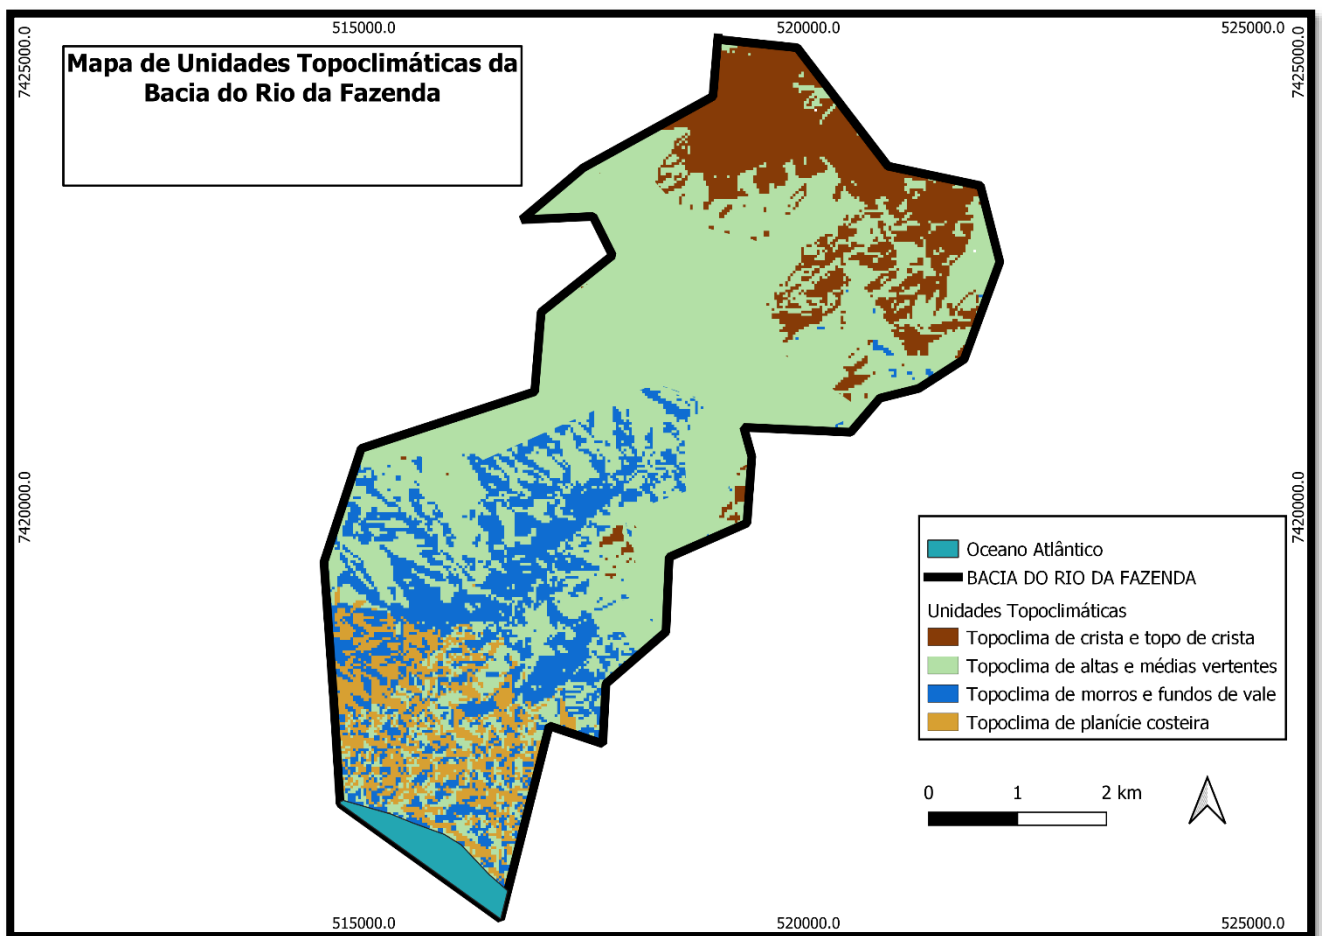 515000.0
520000.0
525000.0
7425000.0
7425000.0
Mapa de Unidades Topoclimáticas da
Bacia do Rio da Fazenda
7420000.0
7420000.0
Oceano Atlântico
BACIA DO RIO DA FAZENDA
Unidades Topoclimáticas
Topoclima de crista e topo de crista
Topoclima de altas e médias vertentes
Topoclima de morros e fundos de vale
Topoclima de planície costeira
0 1 2 km
515000.0
520000.0
525000.0